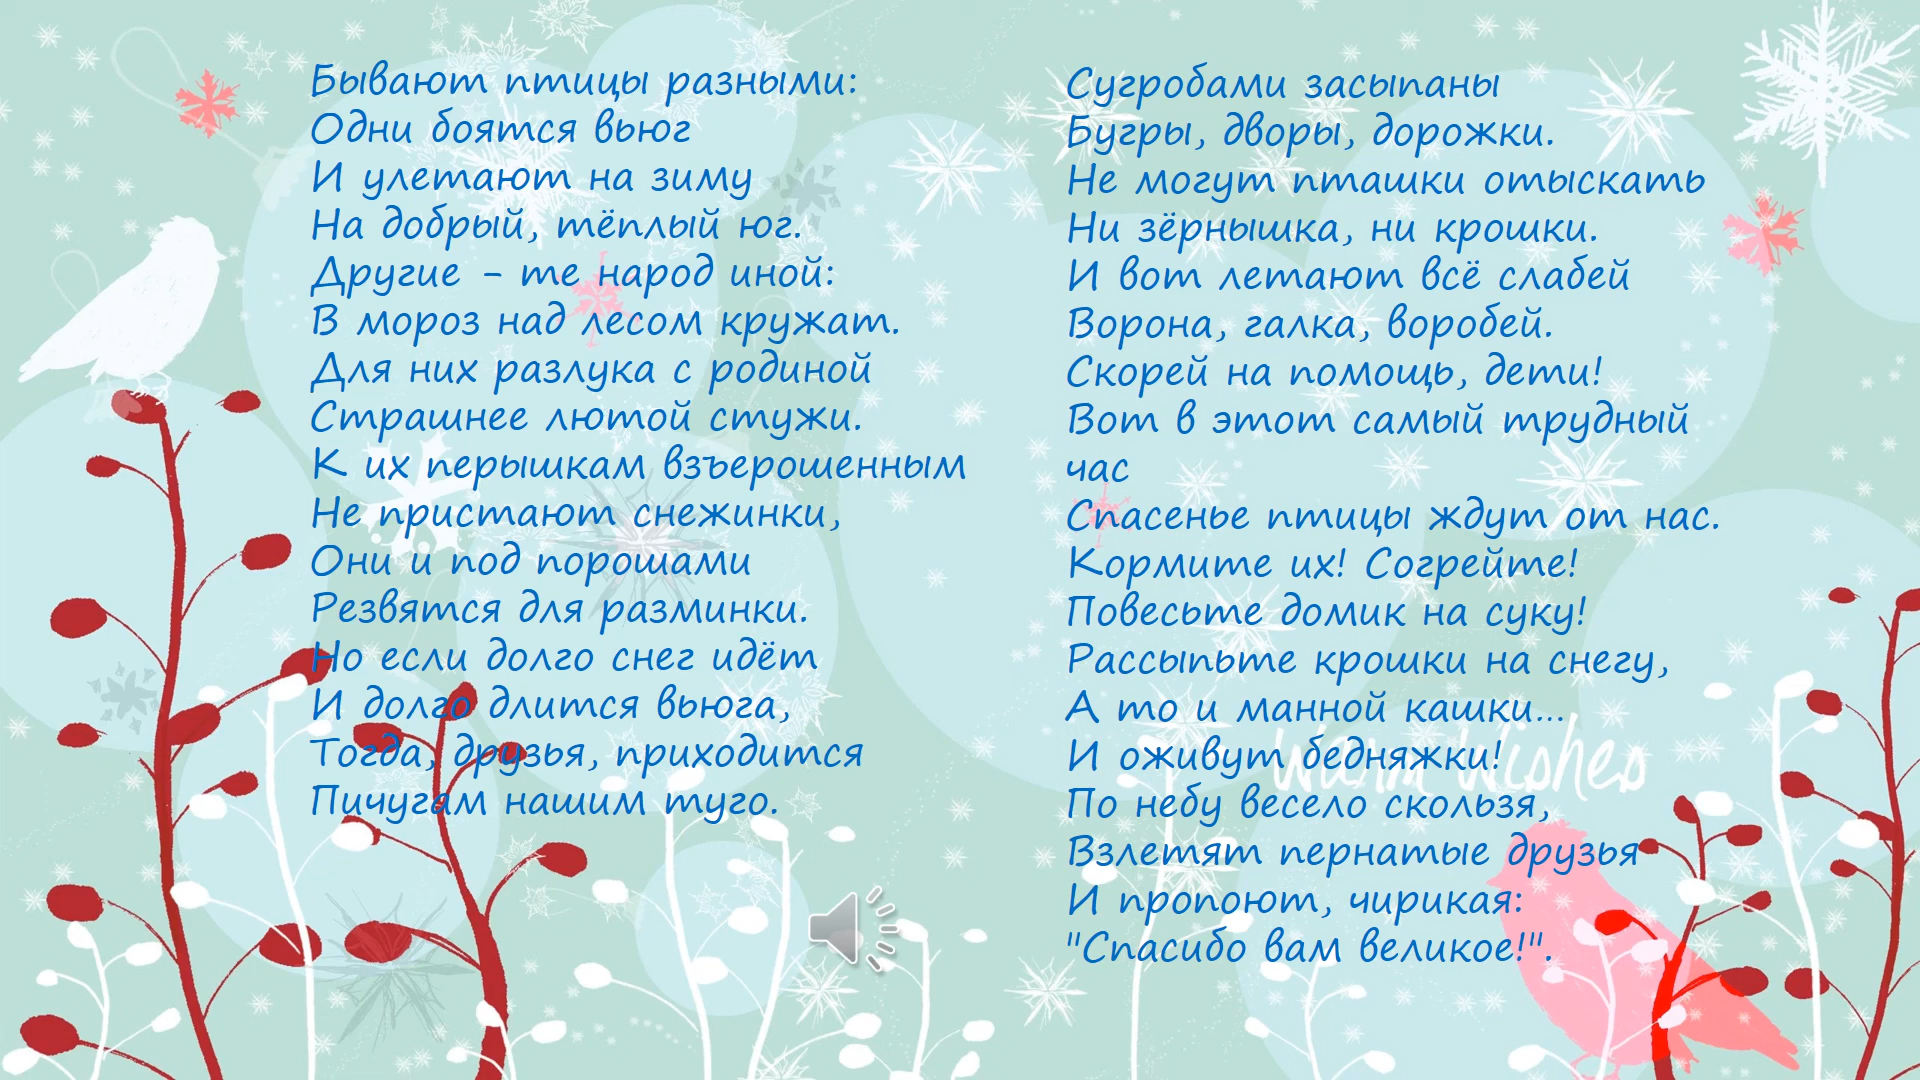 Бывают птицы разными:
Одни боятся вьюг
И улетают на зиму
На добрый, тёплый юг.
Другие - те народ иной:
В мороз над лесом кружат.
Для них разлука с родиной
Страшнее лютой стужи.
К их перышкам взъерошенным
Не пристают снежинки,
Они и под порошами
Резвятся для разминки.
Но если долго снег идёт
И долго длится вьюга,
Тогда, друзья, приходится
Пичугам нашим туго.
Сугробами засыпаны
Бугры, дворы, дорожки.
Не могут пташки отыскать
Ни зёрнышка, ни крошки.
И вот летают всё слабей
Ворона, галка, воробей.
Скорей на помощь, дети!
Вот в этот самый трудный
час
Спасенье птицы ждут от нас.
Кормите их! Согрейте!
Повесьте домик на суку!
Рассыпьте крошки на снегу,
А то и манной кашки...
И оживут бедняжки!
По небу весело скользя,
Взлетят пернатые друзья
И пропоют, чирикая:
"Спасибо вам великое!".
Warm Wishes